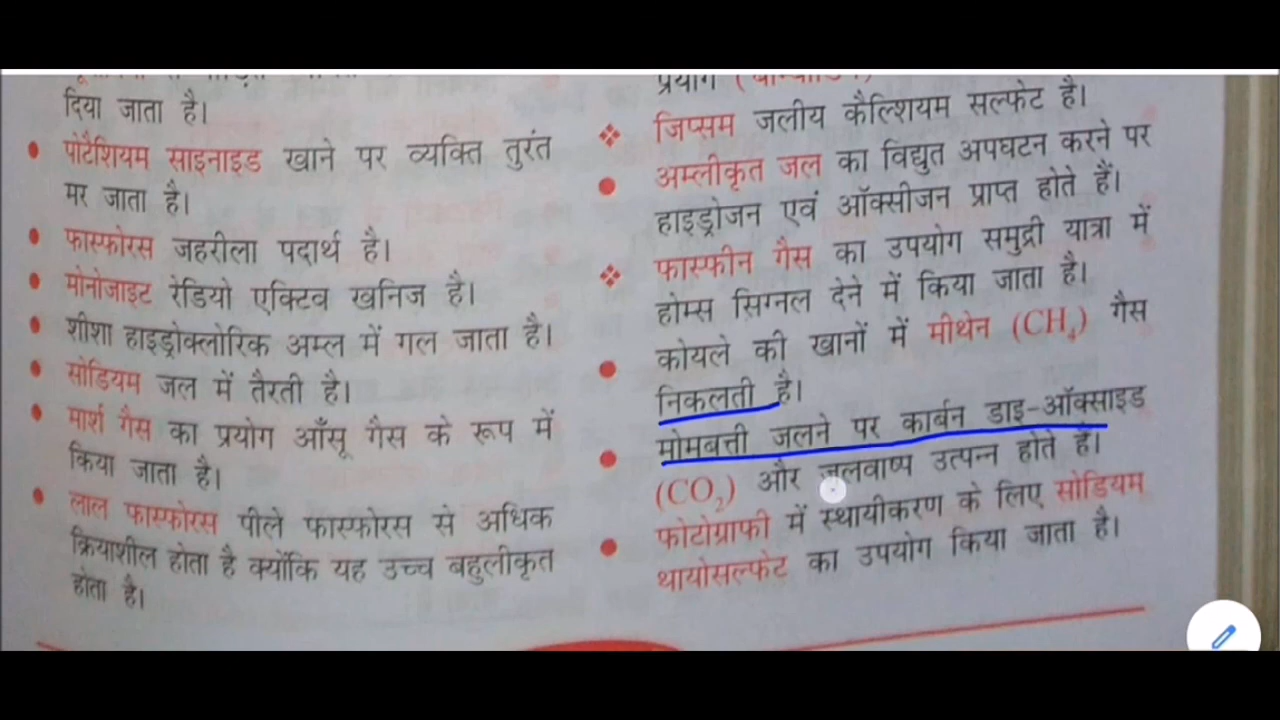 दिया जाता है।
पोटैशियम साइनाइड खाने पर व्यक्ति तुरंत
मर जाता है।
फास्फोरस जहरीला पदार्थ है।
मोनोजाइट रेडियो एक्टिव खनिज है।
शीशा हाइड्रोक्लोरिक अम्ल में गल जाता है।
सोडियम जल में तैरती है।
मार्श गैस का प्रयोग आँसू गैस के रूप में
किया जाता है।
लाल फास्फोरस पीले फास्फोरस से अधिक
क्रियाशील होता है क्योंकि यह उच्च बहुलीकृत
होता है।
प्रयोग
जिप्सम जलीय कैल्शियम सल्फेट है।
अम्लीकृत जल का विद्युत अपघटन करने पर
हाइड्रोजन एवं ऑक्सीजन प्राप्त होते हैं।
फास्फीन गैस का उपयोग समुद्री यात्रा में
होम्स सिग्नल देने में किया जाता है।
कोयले की खानों में मीथेन (CH₄) गैस
निकलती है।
मोमबत्ती जलने पर कार्बन डाइ-ऑक्साइड
(CO₂) और जलवाष्प उत्पन्न होते हैं।
फोटोग्राफी में स्थायीकरण के लिए सोडियम
थायोसल्फेट का उपयोग किया जाता है।